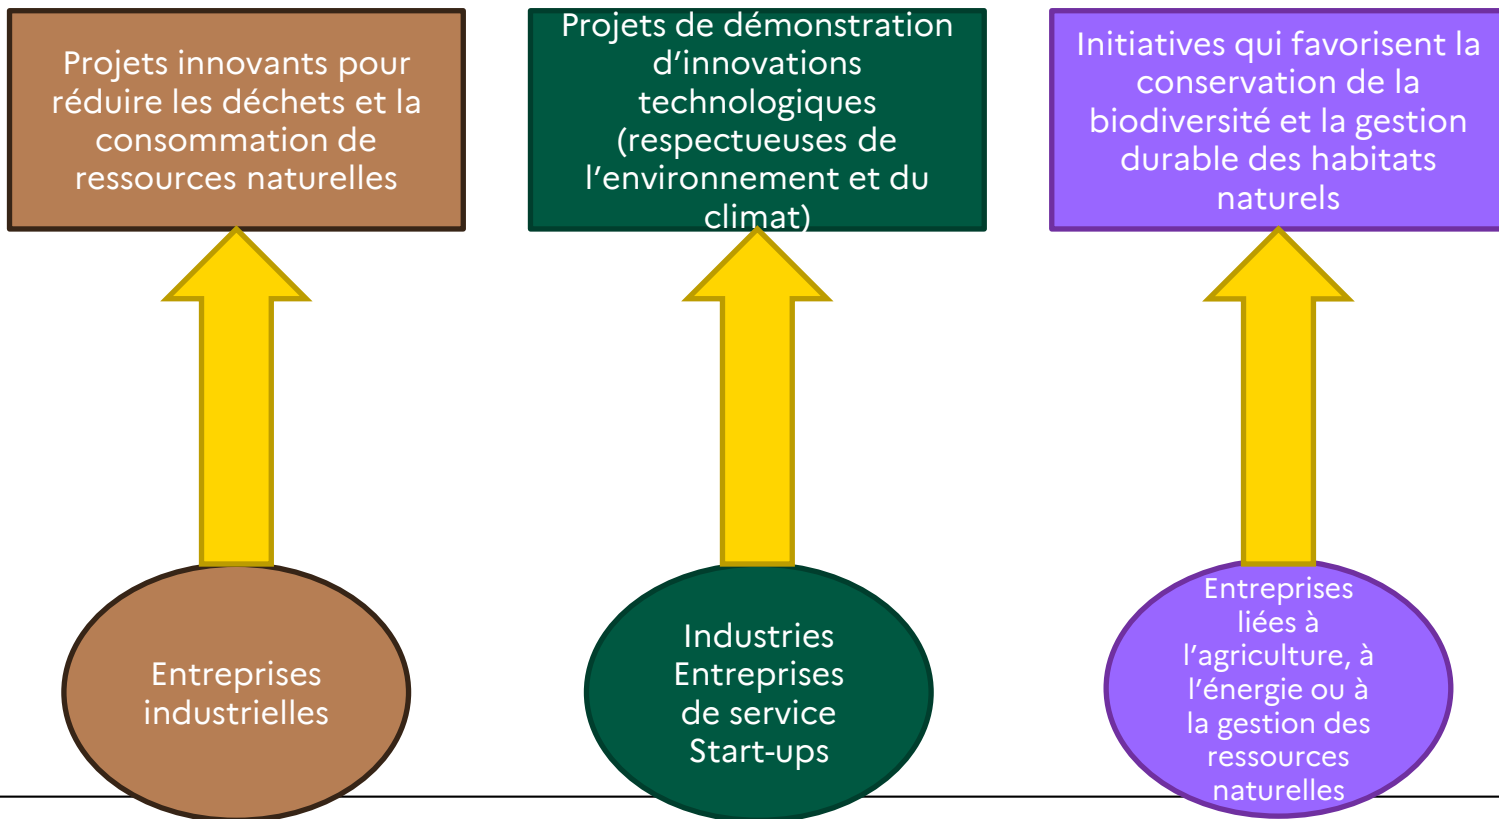 Projets innovants pour
réduire les déchets et la
consommation de
ressources naturelles
Projets de démonstration
d’innovations
technologiques
(respectueuses de
l’environnement et du
climat)
Initiatives qui favorisent la
conservation de la
biodiversité et la gestion
durable des habitats
naturels
Entreprises
industrielles
Industries
Entreprises
de service
Start-ups
Entreprises
liées à
l’agriculture, à
l’énergie ou à
la gestion des
ressources
naturelles